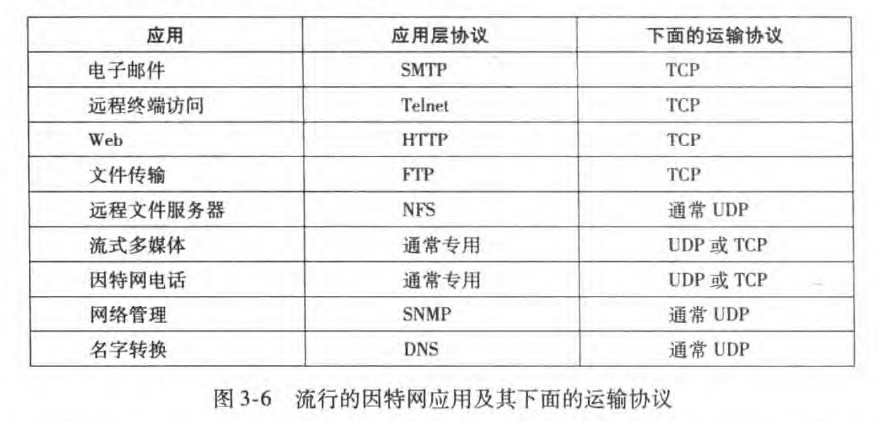 应用 应用层协议 下面的运输协议
电子邮件 SMTP TCP
远程终端访问 Telnet TCP
Web HTTP TCP
文件传输 FTP TCP
远程文件服务器 NFS 通常 UDP
流式多媒体 通常专用 UDP 或 TCP
因特网电话 通常专用 UDP 或 TCP
网络管理 SNMP 通常 UDP
名字转换 DNS 通常 UDP
图 3-6 流行的因特网应用及其下面的运输协议